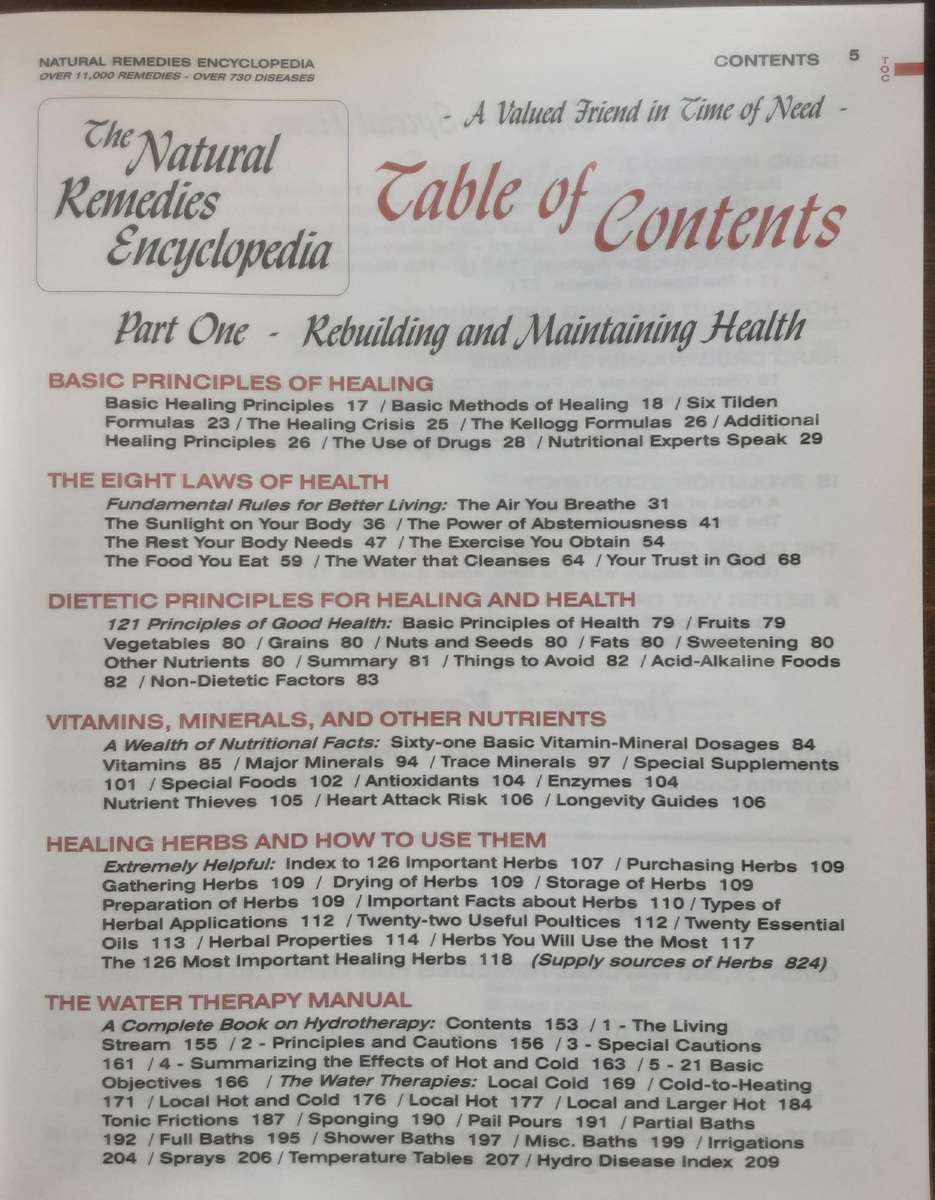 NATURAL REMEDIES ENCYCLOPEDIA
OVER 11,000 REMEDIES - OVER 730 DISEASES
CONTENTS 5
TOC
The Natural
Remedies
Encyclopedia
- A Valued Friend in Time of Need -
Table of Contents
Part One - Rebuilding and Maintaining Health
BASIC PRINCIPLES OF HEALING
Basic Healing Principles 17 / Basic Methods of Healing 18 / Six Tilden
Formulas 23 / The Healing Crisis 25 / The Kellogg Formulas 26 / Additional
Healing Principles 26 / The Use of Drugs 28 / Nutritional Experts Speak 29
THE EIGHT LAWS OF HEALTH
Fundamental Rules for Better Living: The Air You Breathe 31
The Sunlight on Your Body 36 / The Power of Abstemiousness 41
The Rest Your Body Needs 47 / The Exercise You Obtain 54
The Food You Eat 59 / The Water that Cleanses 64 / Your Trust in God 68
DIETETIC PRINCIPLES FOR HEALING AND HEALTH
121 Principles of Good Health: Basic Principles of Health 79 / Fruits 79
Vegetables 80 / Grains 80 / Nuts and Seeds 80 / Fats 80 / Sweetening 80
Other Nutrients 80 / Summary 81 / Things to Avoid 82 / Acid-Alkaline Foods
82 / Non-Dietetic Factors 83
VITAMINS, MINERALS, AND OTHER NUTRIENTS
A Wealth of Nutritional Facts: Sixty-one Basic Vitamin-Mineral Dosages 84
Vitamins 85 / Major Minerals 94 / Trace Minerals 97 / Special Supplements
101 / Special Foods 102 / Antioxidants 104 / Enzymes 104
Nutrient Thieves 105 / Heart Attack Risk 106 / Longevity Guides 106
HEALING HERBS AND HOW TO USE THEM
Extremely Helpful: Index to 126 Important Herbs 107 / Purchasing Herbs 109
Gathering Herbs 109 / Drying of Herbs 109 / Storage of Herbs 109
Preparation of Herbs 109 / Important Facts about Herbs 110 / Types of
Herbal Applications 112 / Twenty-two Useful Poultices 112 / Twenty Essential
Oils 113 / Herbal Properties 114 / Herbs You Will Use the Most 117
The 126 Most Important Healing Herbs 118 (Supply sources of Herbs 824)
THE WATER THERAPY MANUAL
A Complete Book on Hydrotherapy: Contents 153 / 1 - The Living
Stream 155 / 2 - Principles and Cautions 156 / 3 - Special Cautions
161 / 4 - Summarizing the Effects of Hot and Cold 163 / 5 - 21 Basic
Objectives 166 / The Water Therapies: Local Cold 169 / Cold-to-Heating
171 / Local Hot and Cold 176 / Local Hot 177 / Local and Larger Hot 184
Tonic Frictions 187 / Sponging 190 / Pail Pours 191 / Partial Baths
192 / Full Baths 195 / Shower Baths 197 / Misc. Baths 199 / Irrigations
204 / Sprays 206 / Temperature Tables 207 / Hydro Disease Index 209